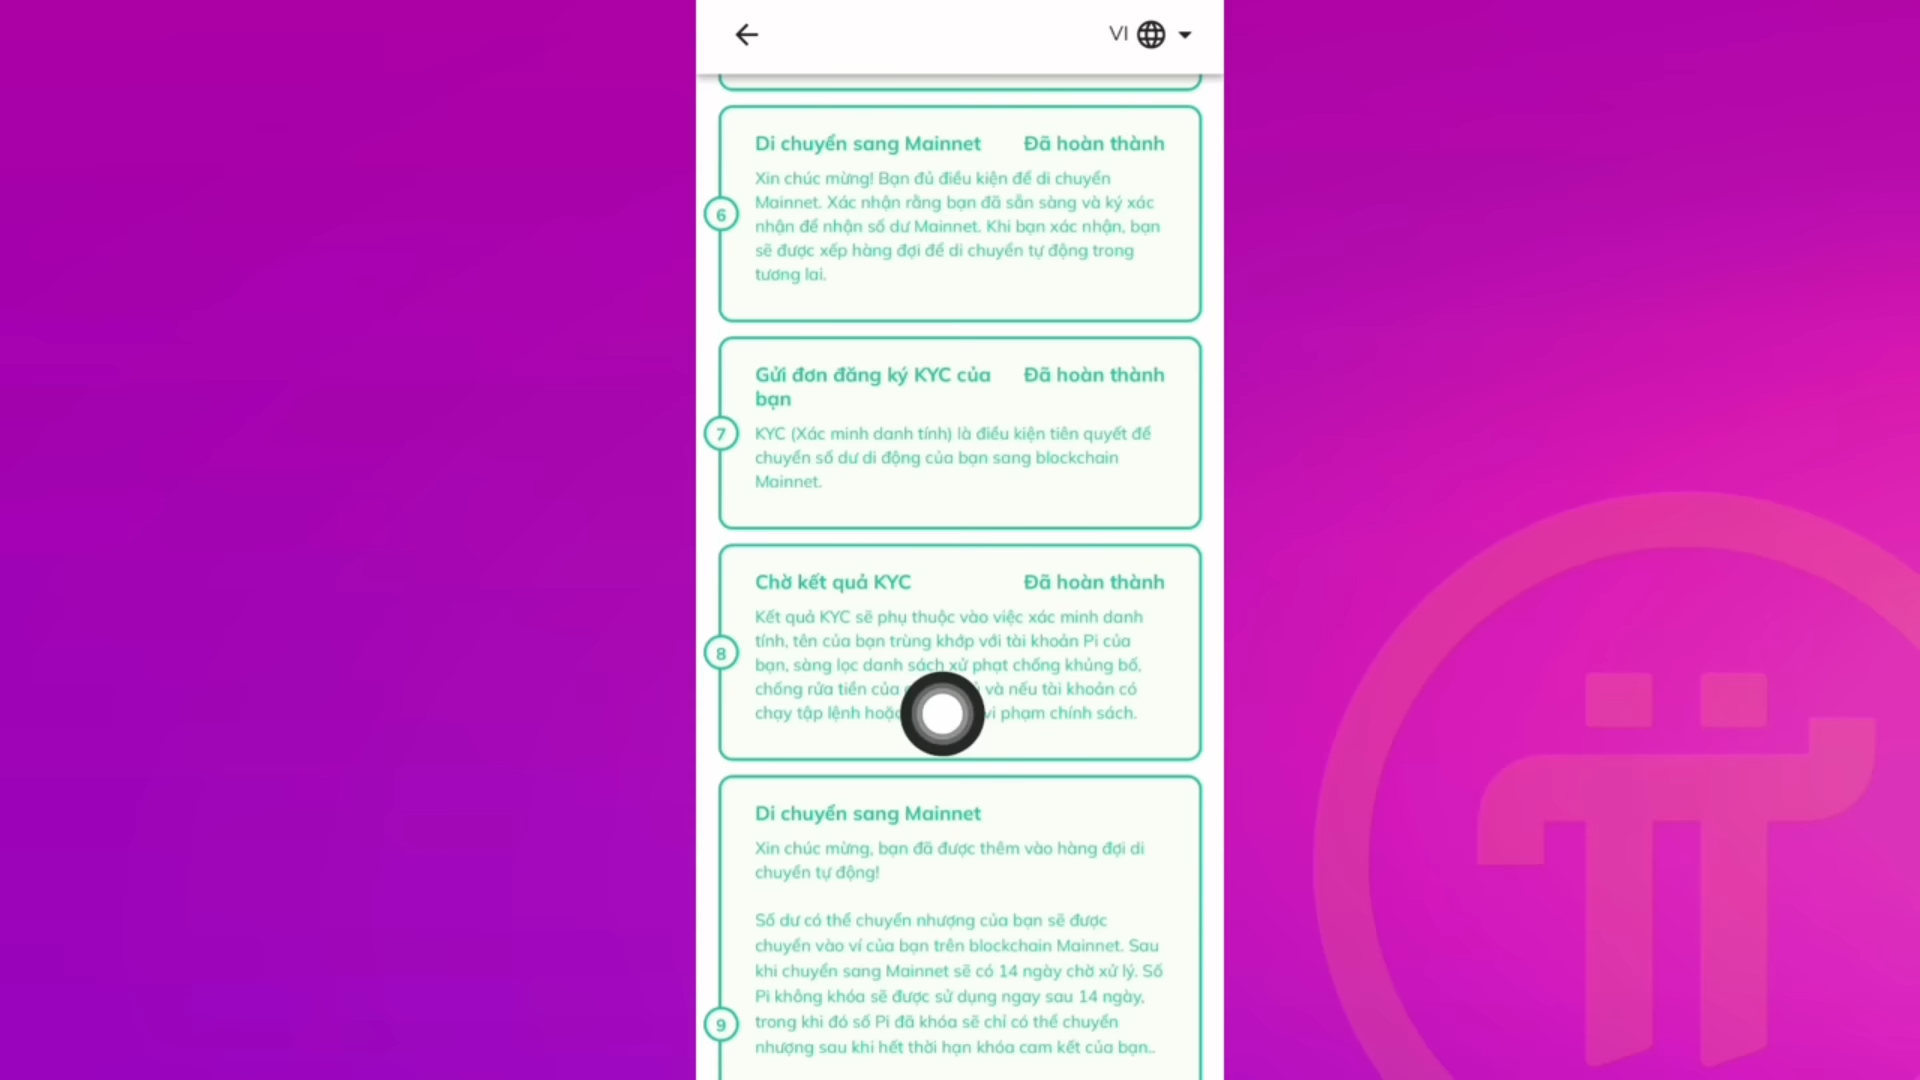 VI
Di chuyển sang Mainnet Đã hoàn thành
Xin chúc mừng! Bạn đủ điều kiện để di chuyển
Mainnet. Xác nhận rằng bạn đã sẵn sàng và ký xác
nhận để nhận số dư Mainnet. Khi bạn xác nhận, bạn
6
sẽ được xếp hàng đợi để di chuyển tự động trong
tương lai.
Gửi đơn đăng ký KYC của Đã hoàn thành
bạn
7
KYC (Xác minh danh tính) là điều kiện tiên quyết để
chuyển số dư di động của bạn sang blockchain
Mainnet.
Chờ kết quả KYC Đã hoàn thành
Kết quả KYC sẽ phụ thuộc vào việc xác minh danh
tính, tên của bạn trùng khớp với tài khoản Pi của
8
bạn, sàng lọc danh sách xử phạt chống khủng bố,
chống rửa tiền của và nếu tài khoản có
chạy tập lệnh hoặc vi phạm chính sách.
Di chuyển sang Mainnet
Xin chúc mừng, bạn đã được thêm vào hàng đợi di
chuyển tự động!
Số dư có thể chuyển nhượng của bạn sẽ được
chuyển vào ví của bạn trên blockchain Mainnet. Sau
khi chuyển sang Mainnet sẽ có 14 ngày chờ xử lý. Số
Pi không khóa sẽ được sử dụng ngay sau 14 ngày,
9
trong khi đó số Pi đã khóa sẽ chỉ có thể chuyển
nhượng sau khi hết thời hạn khóa cam kết của bạn..